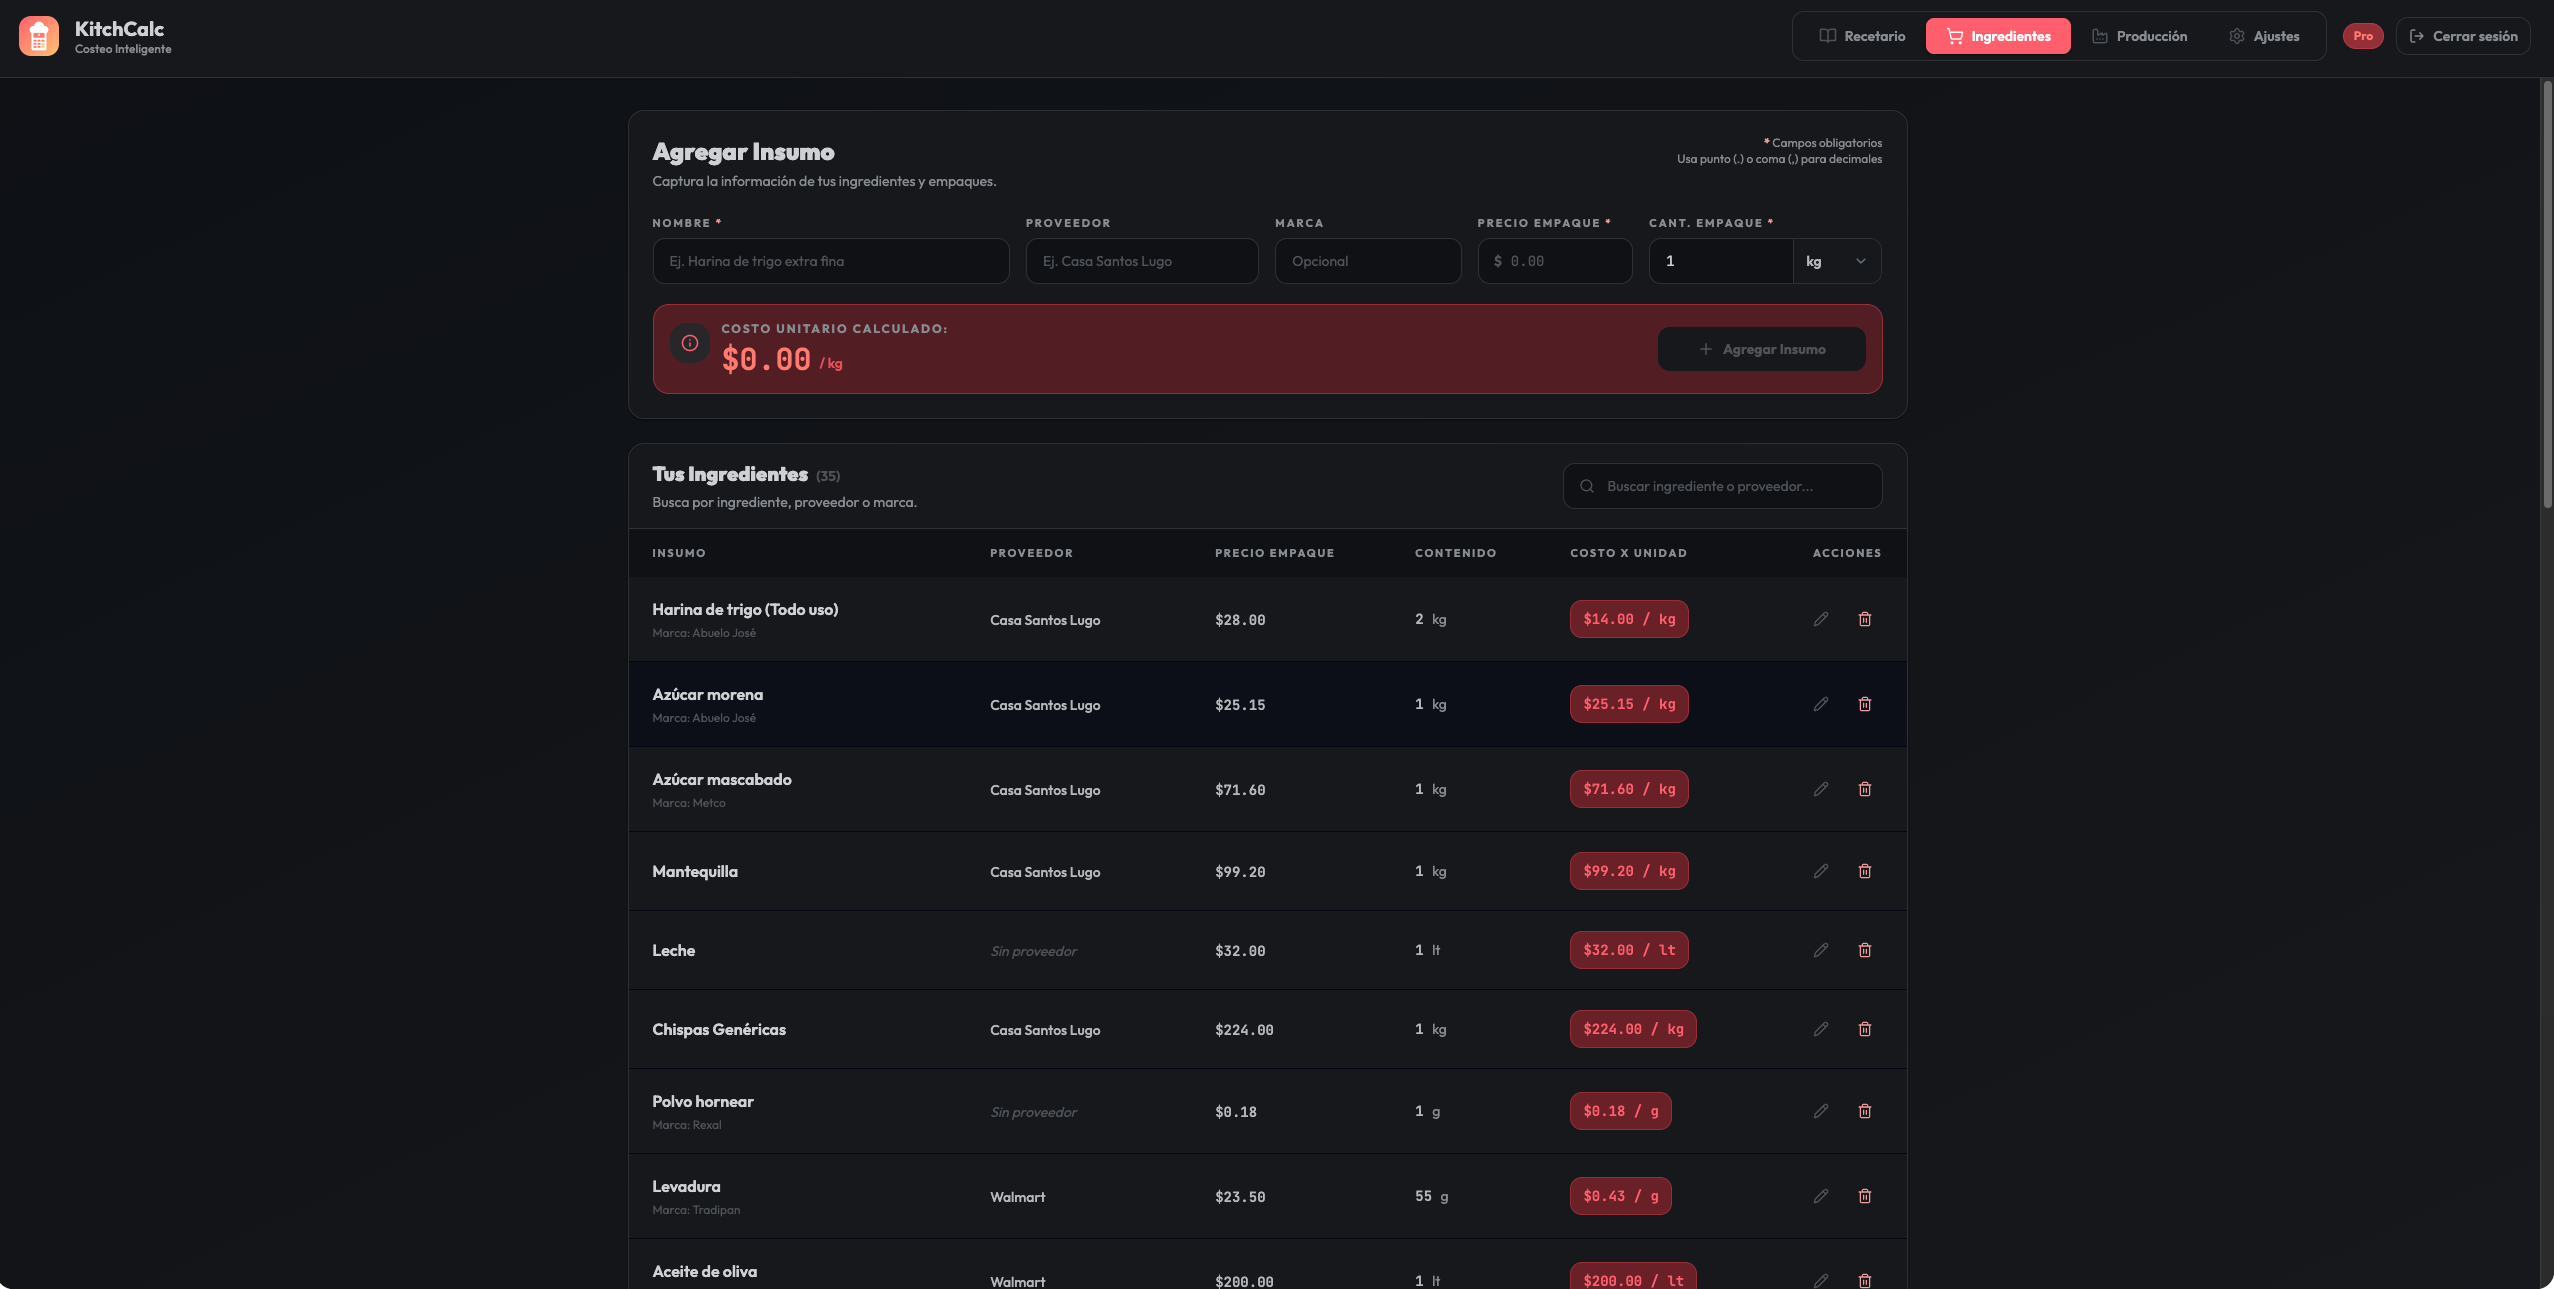 KitchCalc
Costeo Inteligente
Recetario
Ingredientes
Producción
Ajustes
Pro
Cerrar sesión
Agregar Insumo
Captura la información de tus ingredientes y empaques.
* Campos obligatorios
Usa punto (.) o coma (,) para decimales
NOMBRE * PROVEEDOR MARCA PRECIO EMPAQUE * CANT. EMPAQUE *
Ej. Harina de trigo extra fina Ej. Casa Santos Lugo Opcional $ 0.00 1 kg
COSTO UNITARIO CALCULADO:
$0.00 / kg
+ Agregar Insumo
Tus Ingredientes (35)
Busca por ingrediente, proveedor o marca.
Buscar ingrediente o proveedor...
INSUMO PROVEEDOR PRECIO EMPAQUE CONTENIDO COSTO X UNIDAD ACCIONES
Harina de trigo (Todo uso)
Marca: Abuelo José
Casa Santos Lugo $28.00 2 kg $14.00 / kg
Azúcar morena
Marca: Abuelo José
Casa Santos Lugo $25.15 1 kg $25.15 / kg
Azúcar mascabado
Marca: Metco
Casa Santos Lugo $71.60 1 kg $71.60 / kg
Mantequilla Casa Santos Lugo $99.20 1 kg $99.20 / kg
Leche Sin proveedor $32.00 1 lt $32.00 / lt
Chispas Genéricas Casa Santos Lugo $224.00 1 kg $224.00 / kg
Polvo hornear
Marca: Rexal
Sin proveedor $0.18 1 g $0.18 / g
Levadura
Marca: Tradipan
Walmart $23.50 55 g $0.43 / g
Aceite de oliva
Walmart $200.00 1 lt $200.00 / lt